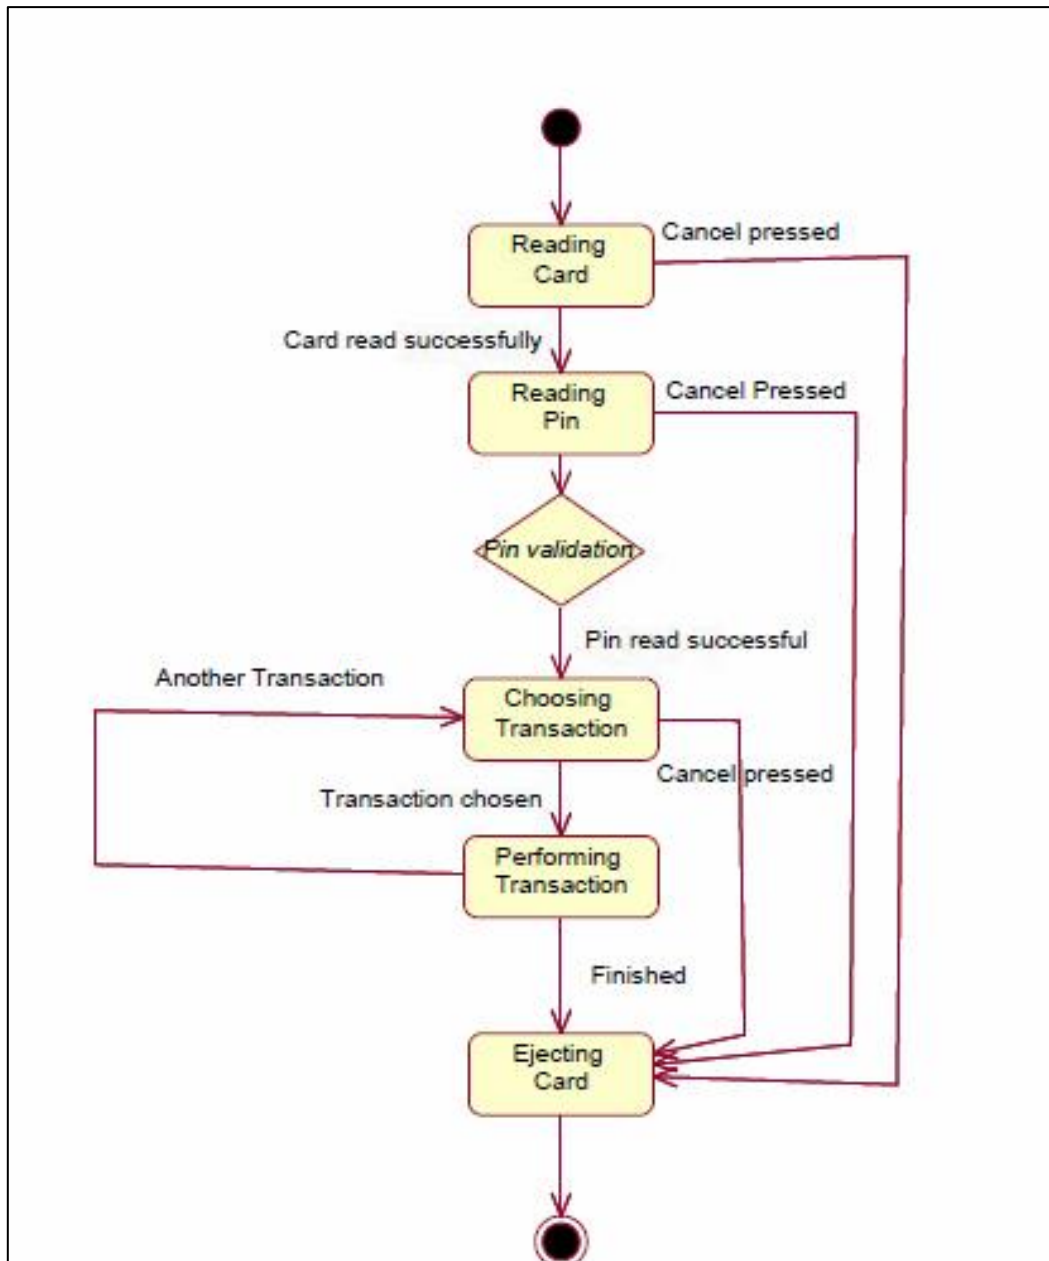 Reading
Card
Cancel pressed
Card read successfully
Reading
Pin
Cancel Pressed
Pin validation
Pin read successful
Another Transaction
Choosing
Transaction
Cancel pressed
Transaction chosen
Performing
Transaction
Finished
Ejecting
Card